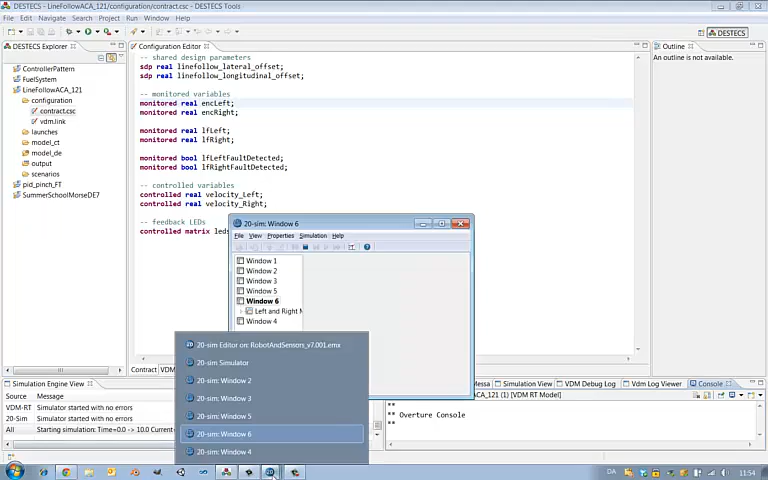 DESTECS - LineFollowACA_121/configuration/contract.csc - DESTECS Tools
File Edit Navigate Search Project Run Window Help
DESTECS
DESTECS Explorer
ControllerPattern
FuelSystem
LineFollowACA_121
configuration
contract.csc
vdm.link
launches
model_ct
model_de
output
scenarios
pid_pinch_FT
SummerSchoolMorseDE7
Configuration Editor
-- shared design parameters
sdp real linefollow_lateral_offset;
sdp real linefollow_longitudinal_offset;
-- monitored variables
monitored real encLeft;
monitored real encRight;
monitored real lfLeft;
monitored real lfRight;
monitored bool lfLeftFaultDetected;
monitored bool lfRightFaultDetected;
-- controlled variables
controlled real velocity_Left;
controlled real velocity_Right;
-- feedback LEDs
controlled matrix leds
Contract VDM
Outline
An outline is not available.
20-sim: Window 6
File View Properties Simulation Help
Window 1
Window 2
Window 3
Window 5
Window 6
Left and Right M
Window 4
20-sim Editor on: RobotAndSensors_v7.001.emx
20-sim Simulator
20-sim: Window 2
20-sim: Window 3
20-sim: Window 5
20-sim: Window 6
20-sim: Window 4
Simulation Engine View
Source Message
VDM-RT Simulator started with no errors
20-Sim Simulator started with no errors
All Starting simulation: Time=0.0 -> 10.0 Currently
Messa Simulation View VDM Debug Log VDM Log Viewer Console
ACA_121 (1) [VDM RT Model]
**
** Overture Console
**
DA 11:54